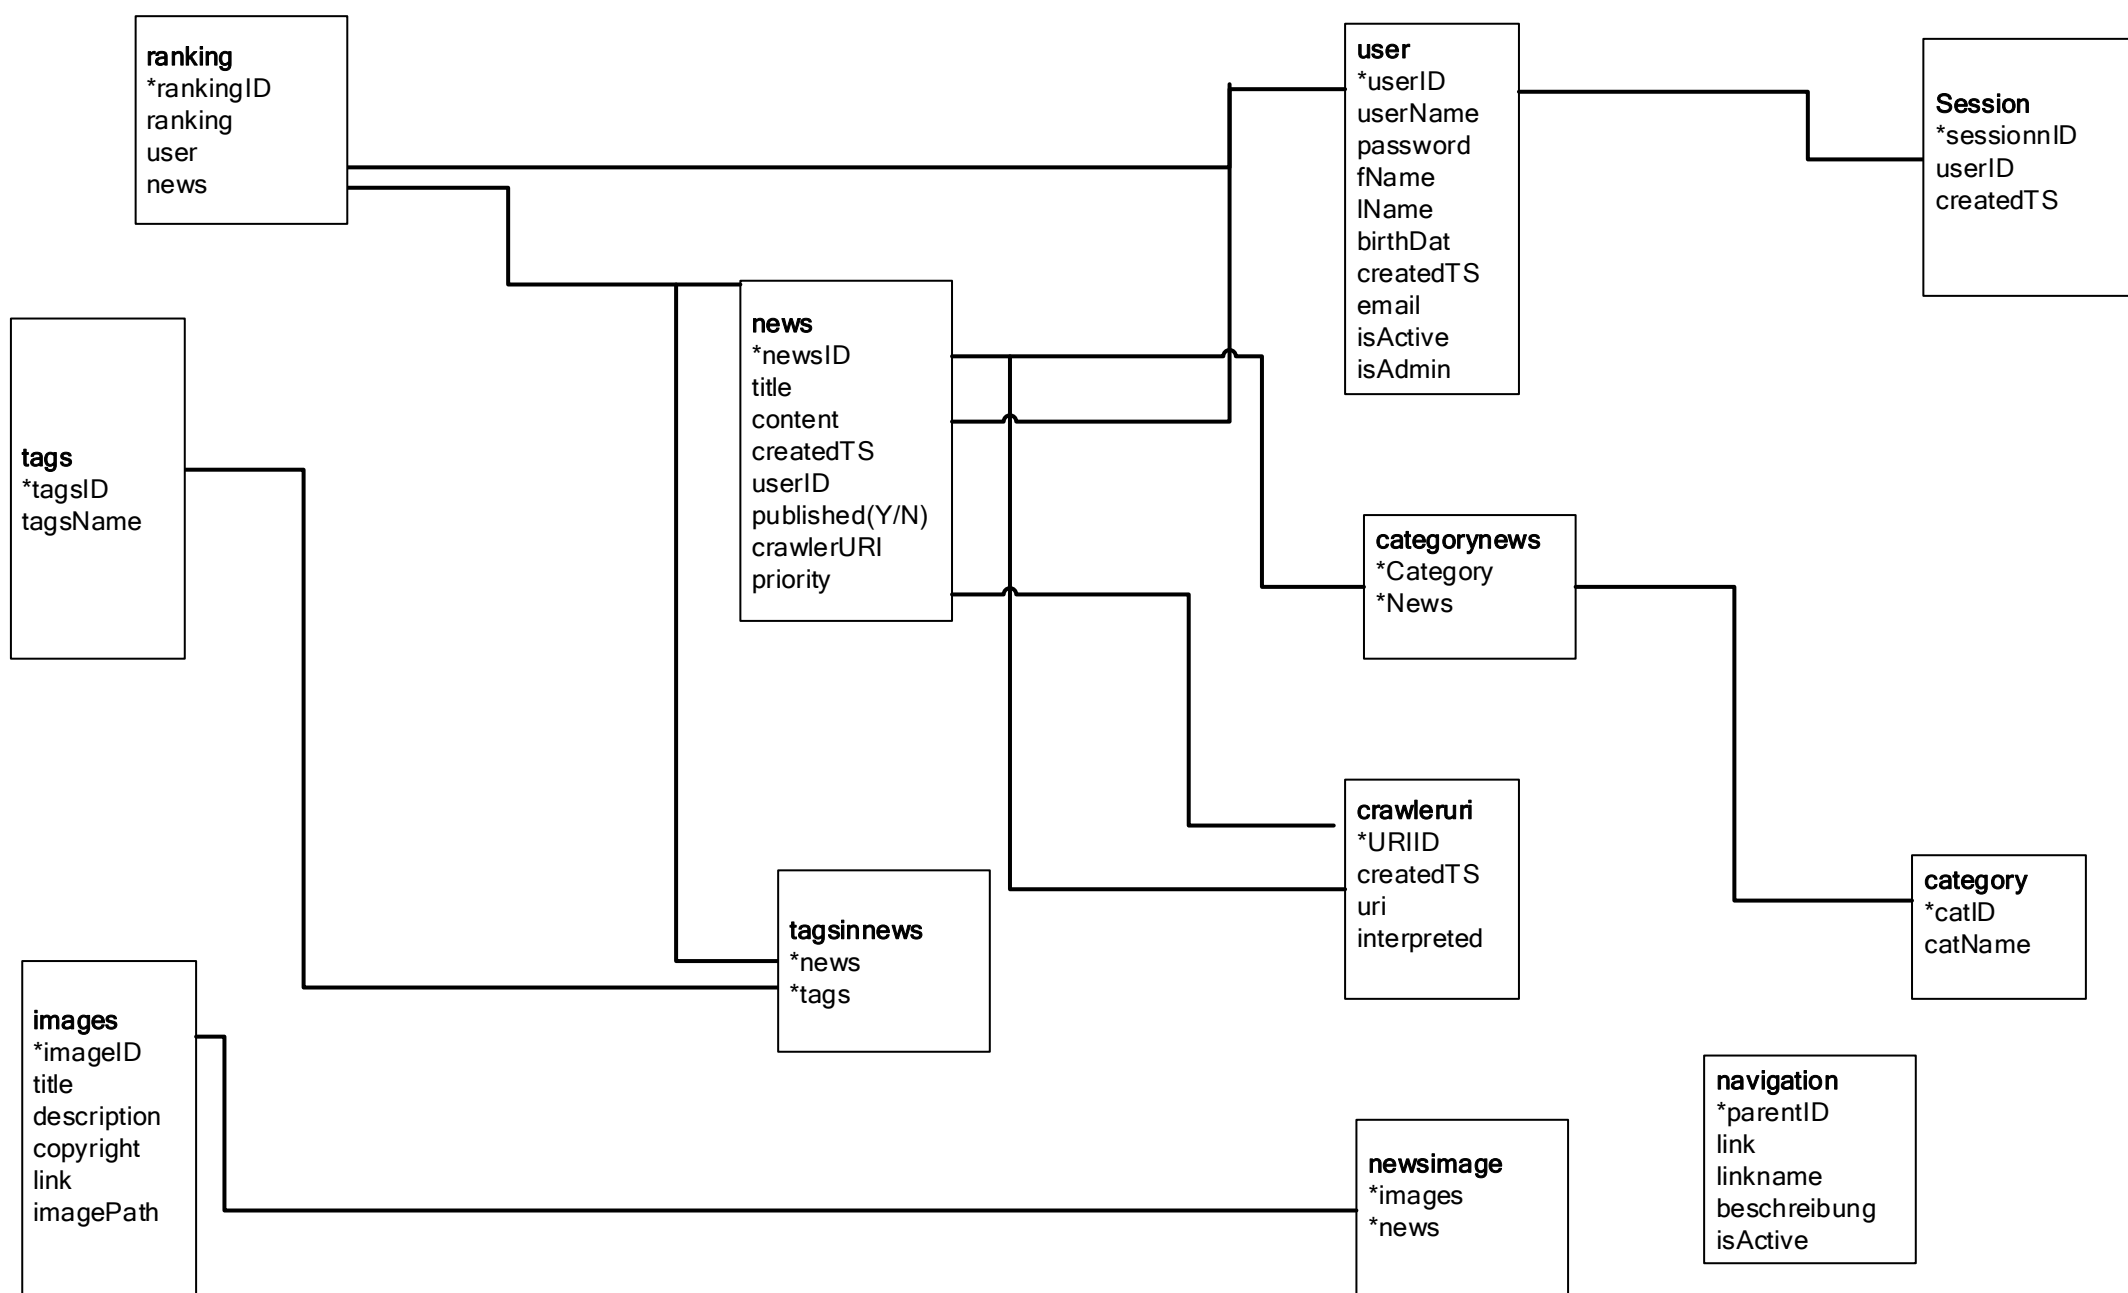 ranking
*rankingID
ranking
user
news
user
*userID
userName
password
fName
lName
birthDat
createdTS
email
isActive
isAdmin
Session
*sessionnID
userID
createdTS
news
*newsID
title
content
createdTS
userID
published(Y/N)
crawlerURI
priority
tags
*tagsID
tagsName
categorynews
*Category
*News
crawleruri
*URIID
createdTS
uri
interpreted
category
*catID
catName
tagsinnews
*news
*tags
images
*imageID
title
description
copyright
link
imagePath
newsimage
*images
*news
navigation
*parentID
link
linkname
beschreibung
isActive